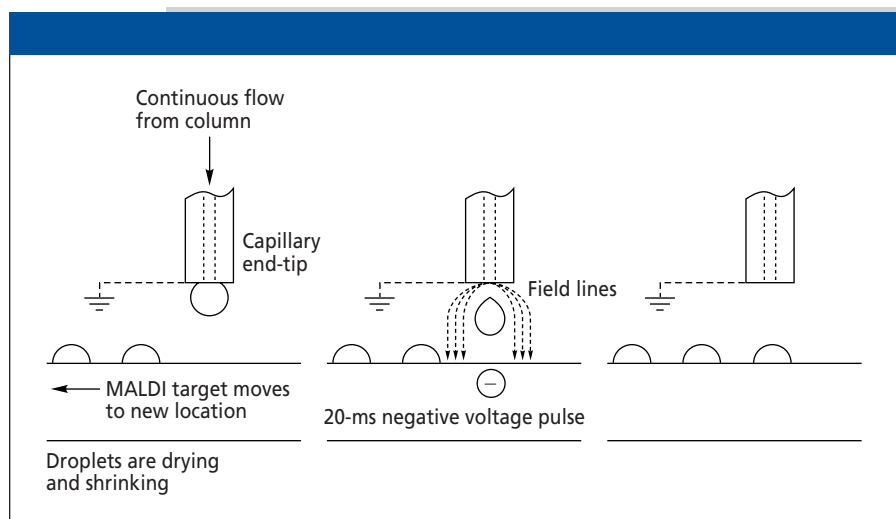 Continuous flow
from column
Capillary
end-tip
Field lines
MALDI target moves
to new location
20-ms negative voltage pulse
Droplets are drying
and shrinking